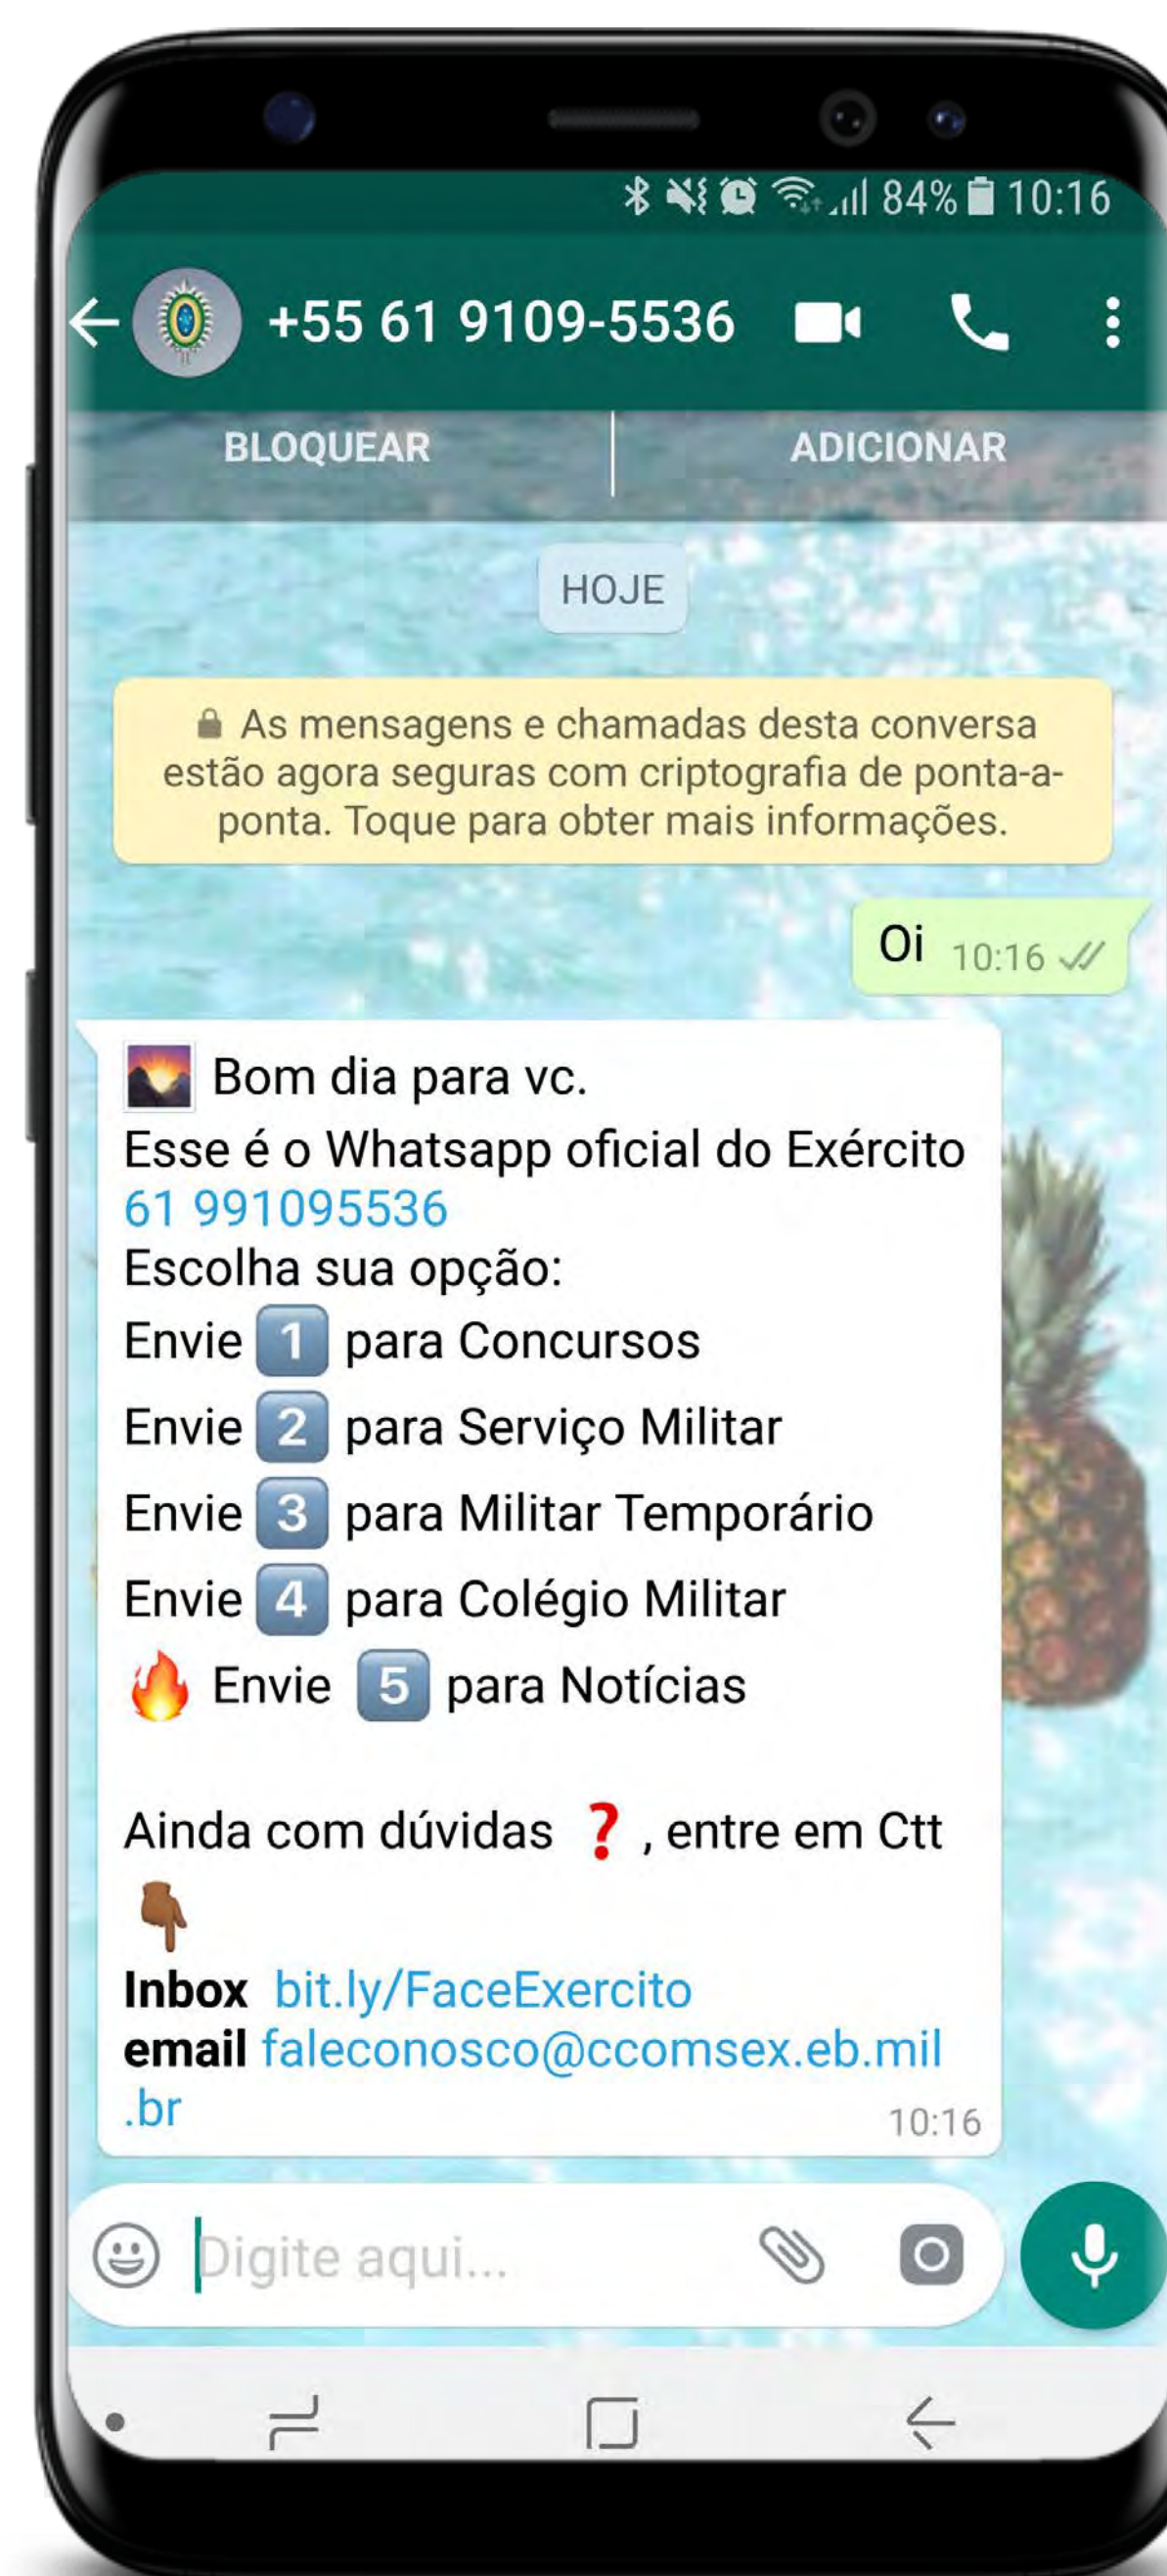 84% 10:16
+55 61 9109-5536
BLOQUEAR ADICIONAR
HOJE
As mensagens e chamadas desta conversa
estão agora seguras com criptografia de ponta-a-
ponta. Toque para obter mais informações.
Oi 10:16
Bom dia para vc.
Esse é o Whatsapp oficial do Exército
61 991095536
Escolha sua opção:
Envie 1 para Concursos
Envie 2 para Serviço Militar
Envie 3 para Militar Temporário
Envie 4 para Colégio Militar
🔥 Envie 5 para Notícias
Ainda com dúvidas ❓ , entre em Ctt
👇🏾
Inbox bit.ly/FaceExercito
email faleconosco@ccomsex.eb.mil
.br
10:16
Digite aqui...